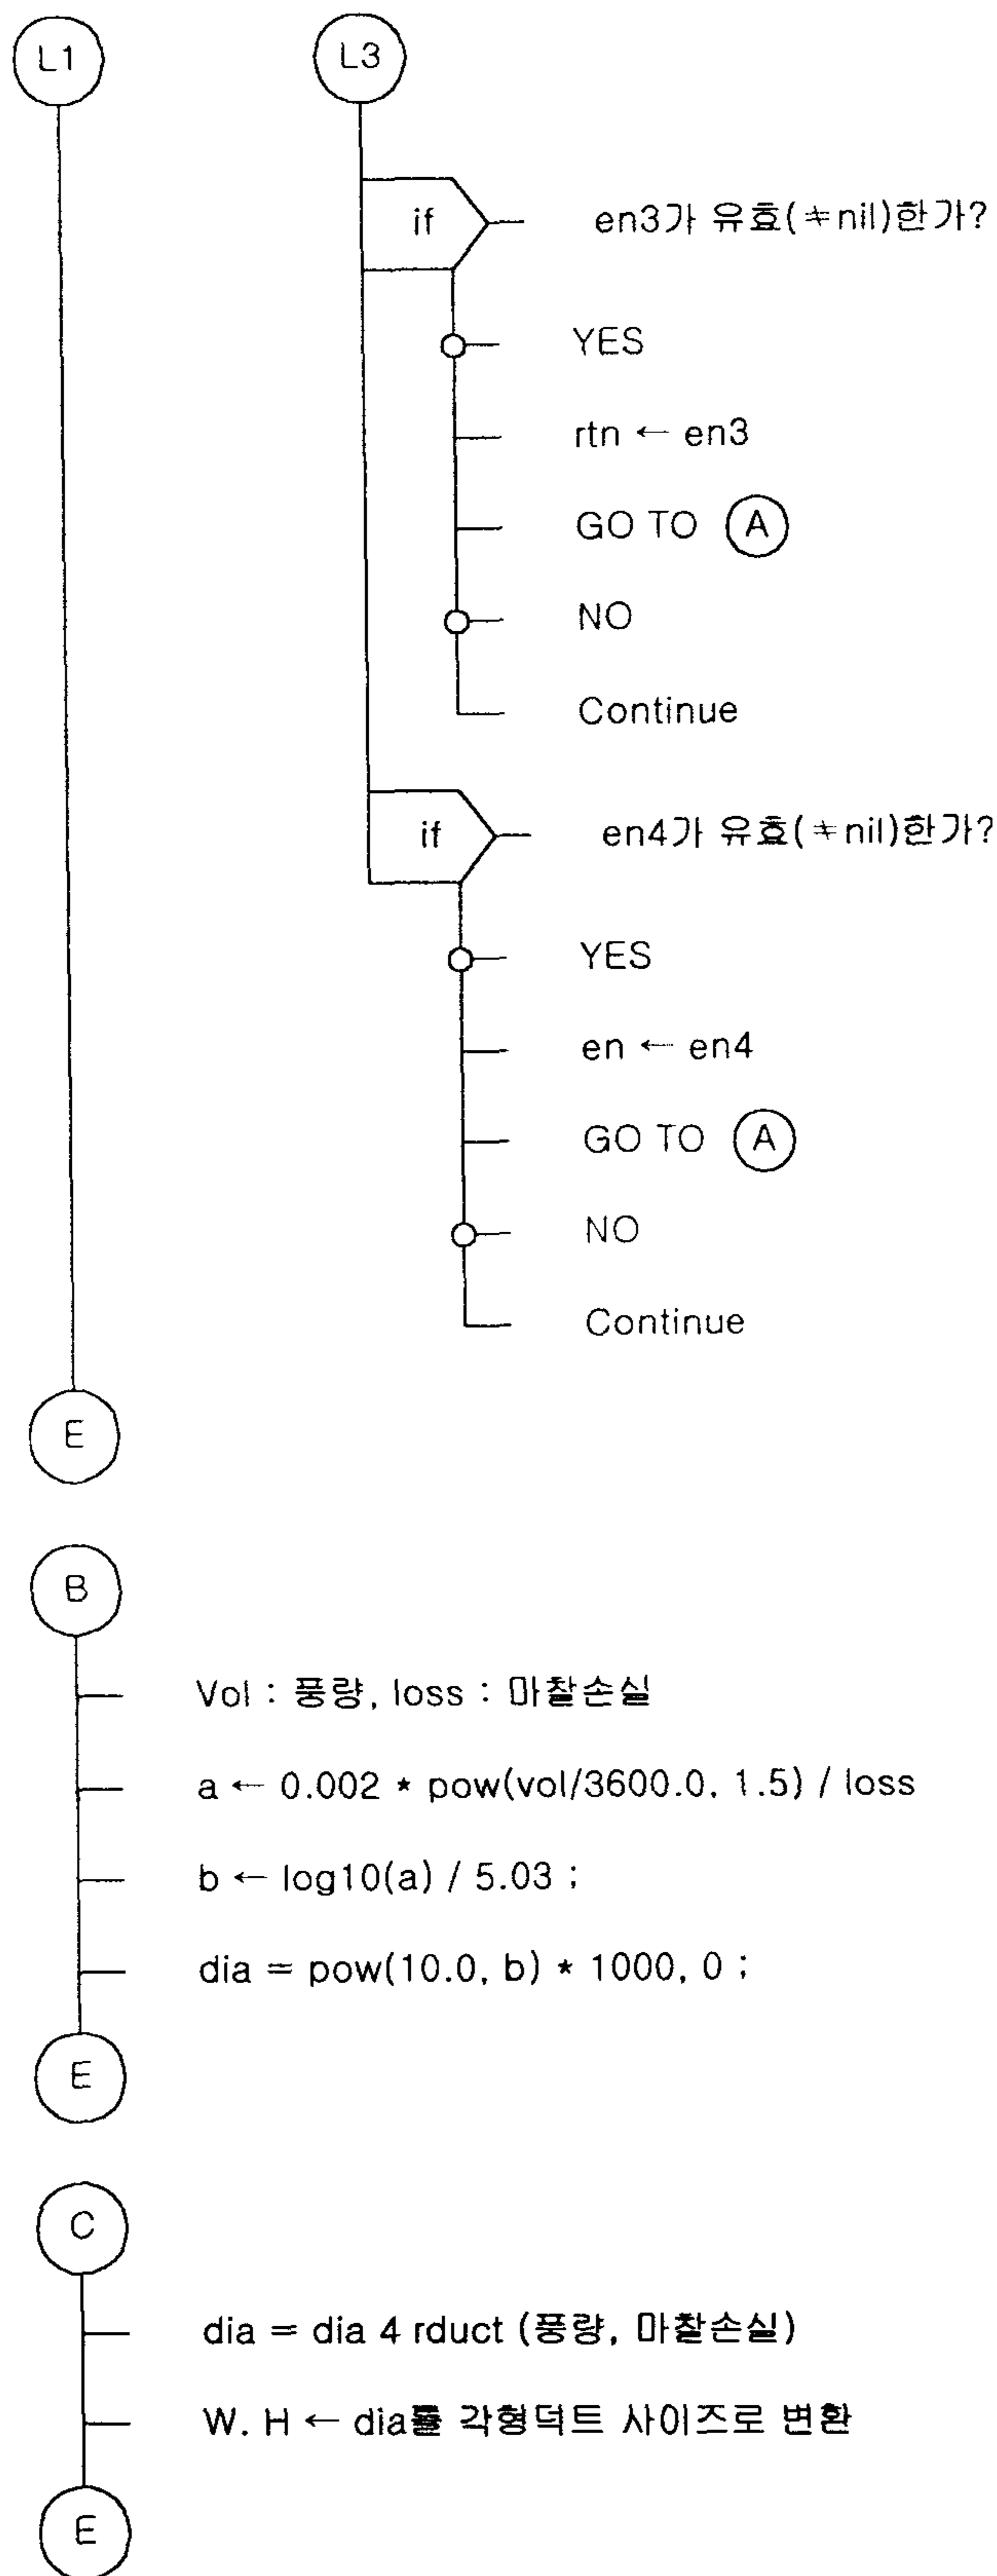 L1
L3
if
en3가 유효(≠nil)한가?
YES
rtn ← en3
GO TO A
NO
Continue
if
en4가 유효(≠nil)한가?
YES
en ← en4
GO TO A
NO
Continue
E
B
Vol : 풍량, loss : 마찰손실
a ← 0.002 * pow(vol/3600.0, 1.5) / loss
b ← log10(a) / 5.03 ;
dia = pow(10.0, b) * 1000, 0 ;
E
C
dia = dia 4 rduct (풍량, 마찰손실)
W. H ← dia를 각형덕트 사이즈로 변환
E